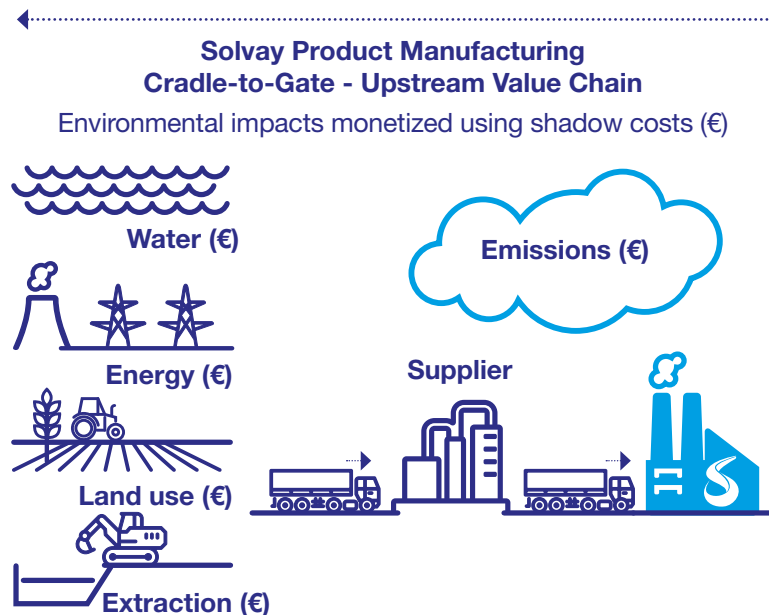 Solvay Product Manufacturing
Cradle-to-Gate - Upstream Value Chain
Environmental impacts monetized using shadow costs (€)
Water (€)
Emissions (€)
Energy (€)
Supplier
Land use (€)
Extraction (€)